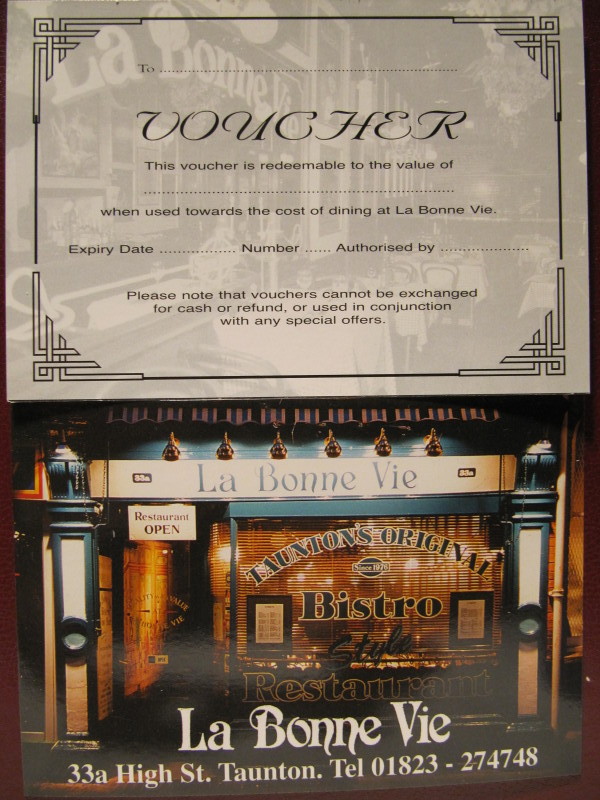 La Bonne Vie
To ................................................................
VOUCHER
This voucher is redeemable to the value of
................................................................
when used towards the cost of dining at La Bonne Vie.
Expiry Date .................. Number ...... Authorised by ....................
Please note that vouchers cannot be exchanged
for cash or refund, or used in conjunction
with any special offers.
33a La Bonne Vie 33a
Restaurant
OPEN
TAUNTON'S ORIGINAL
Since 1976
Bistro
Style
Restaurant
La Bonne Vie
33a High St. Taunton. Tel 01823 - 274748